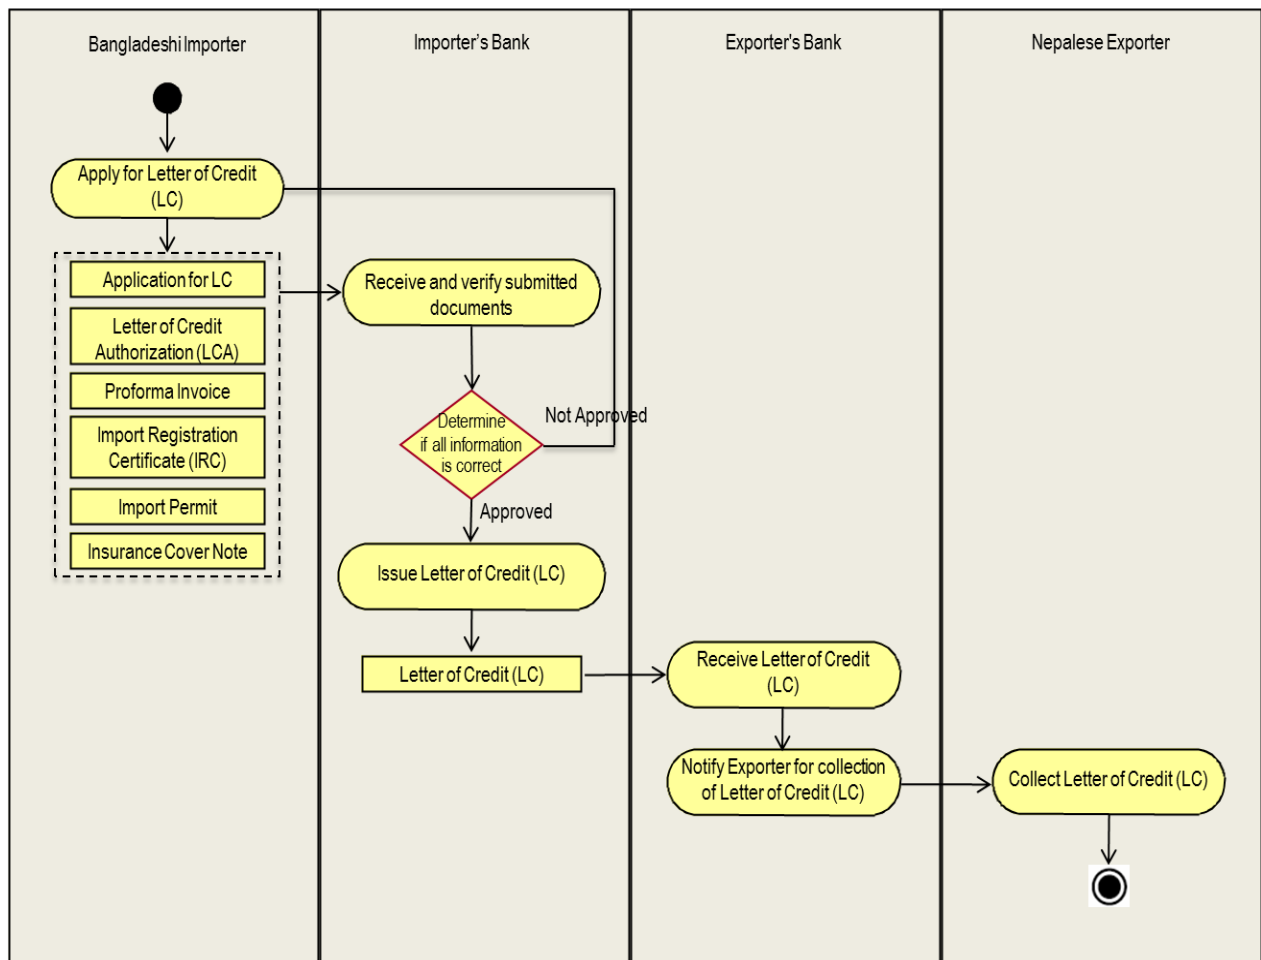 Bangladeshi Importer
Importer’s Bank
Exporter's Bank
Nepalese Exporter
Apply for Letter of Credit
(LC)
Application for LC
Letter of Credit
Authorization (LCA)
Proforma Invoice
Import Registration
Certificate (IRC)
Import Permit
Insurance Cover Note
Receive and verify submitted
documents
Determine
if all information
is correct
Not Approved
Approved
Issue Letter of Credit (LC)
Letter of Credit (LC)
Receive Letter of Credit
(LC)
Notify Exporter for collection
of Letter of Credit (LC)
Collect Letter of Credit (LC)